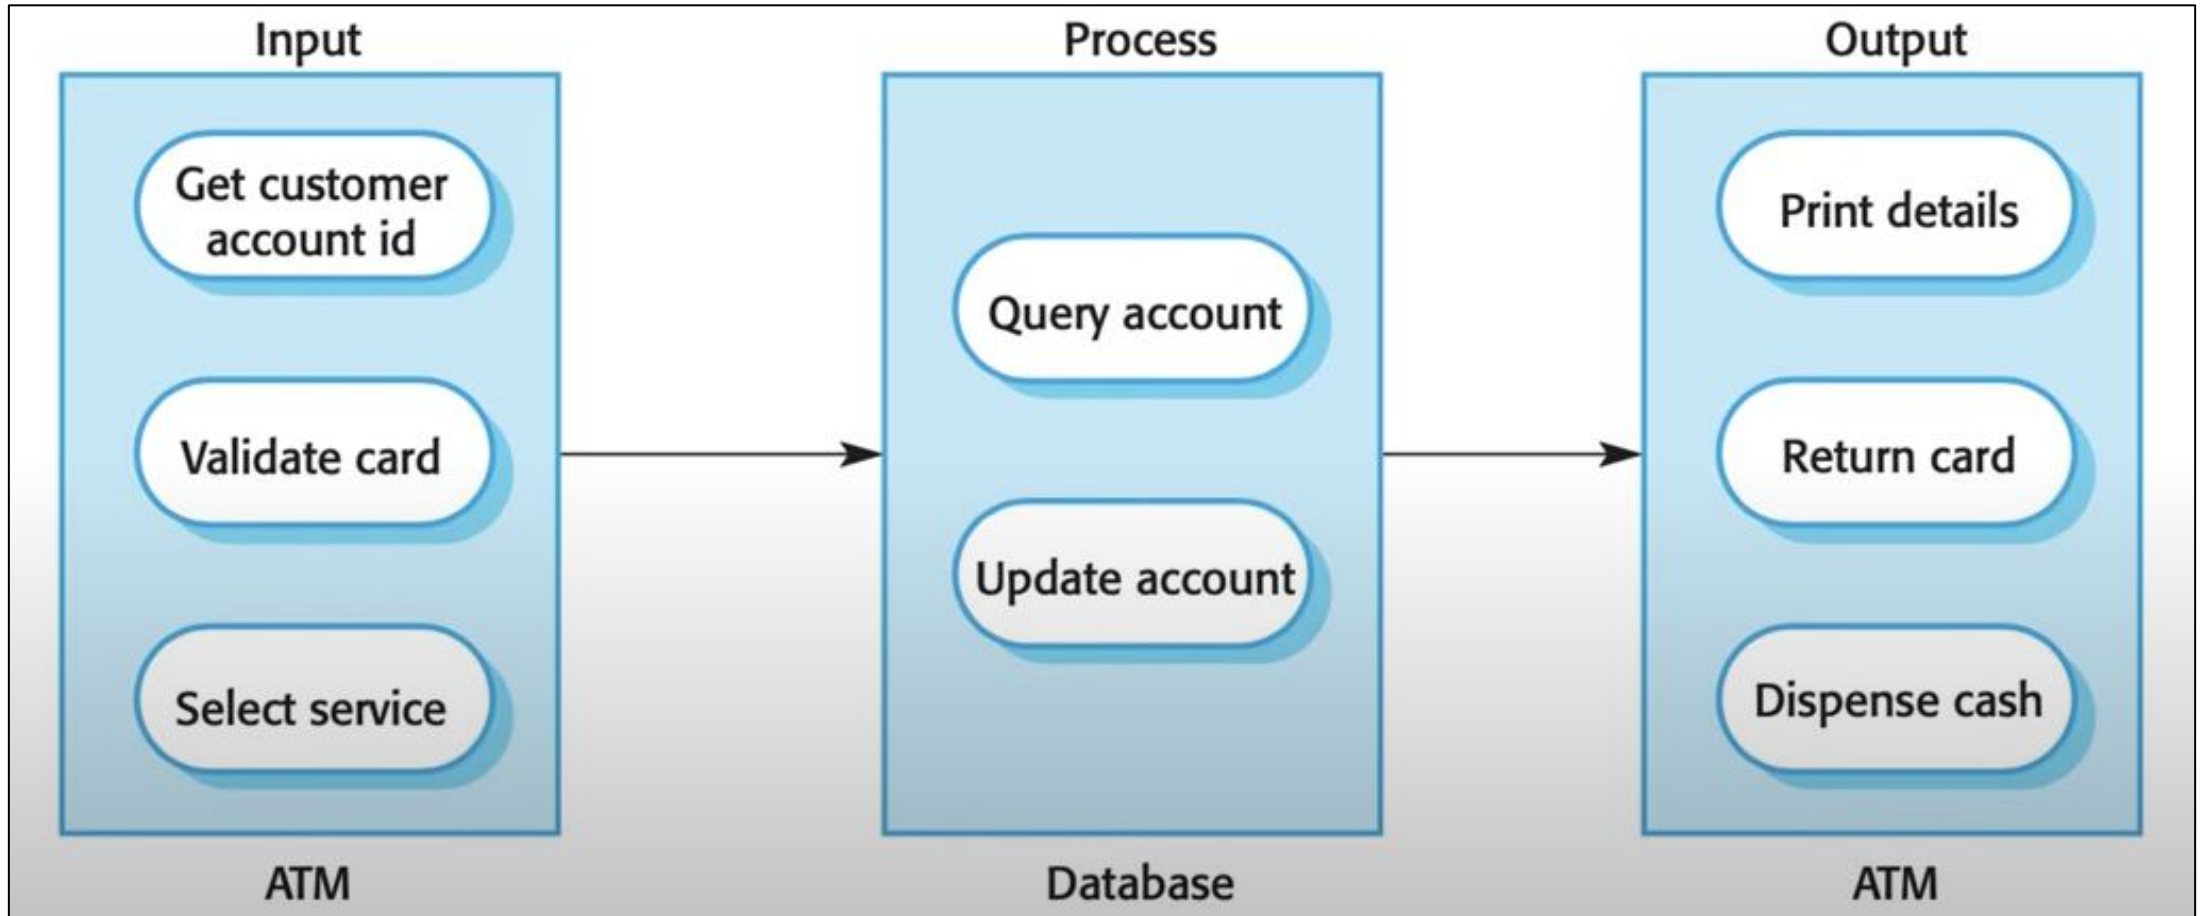 Input
Get customer
account id
Validate card
Select service
ATM
Process
Query account
Update account
Database
Output
Print details
Return card
Dispense cash
ATM